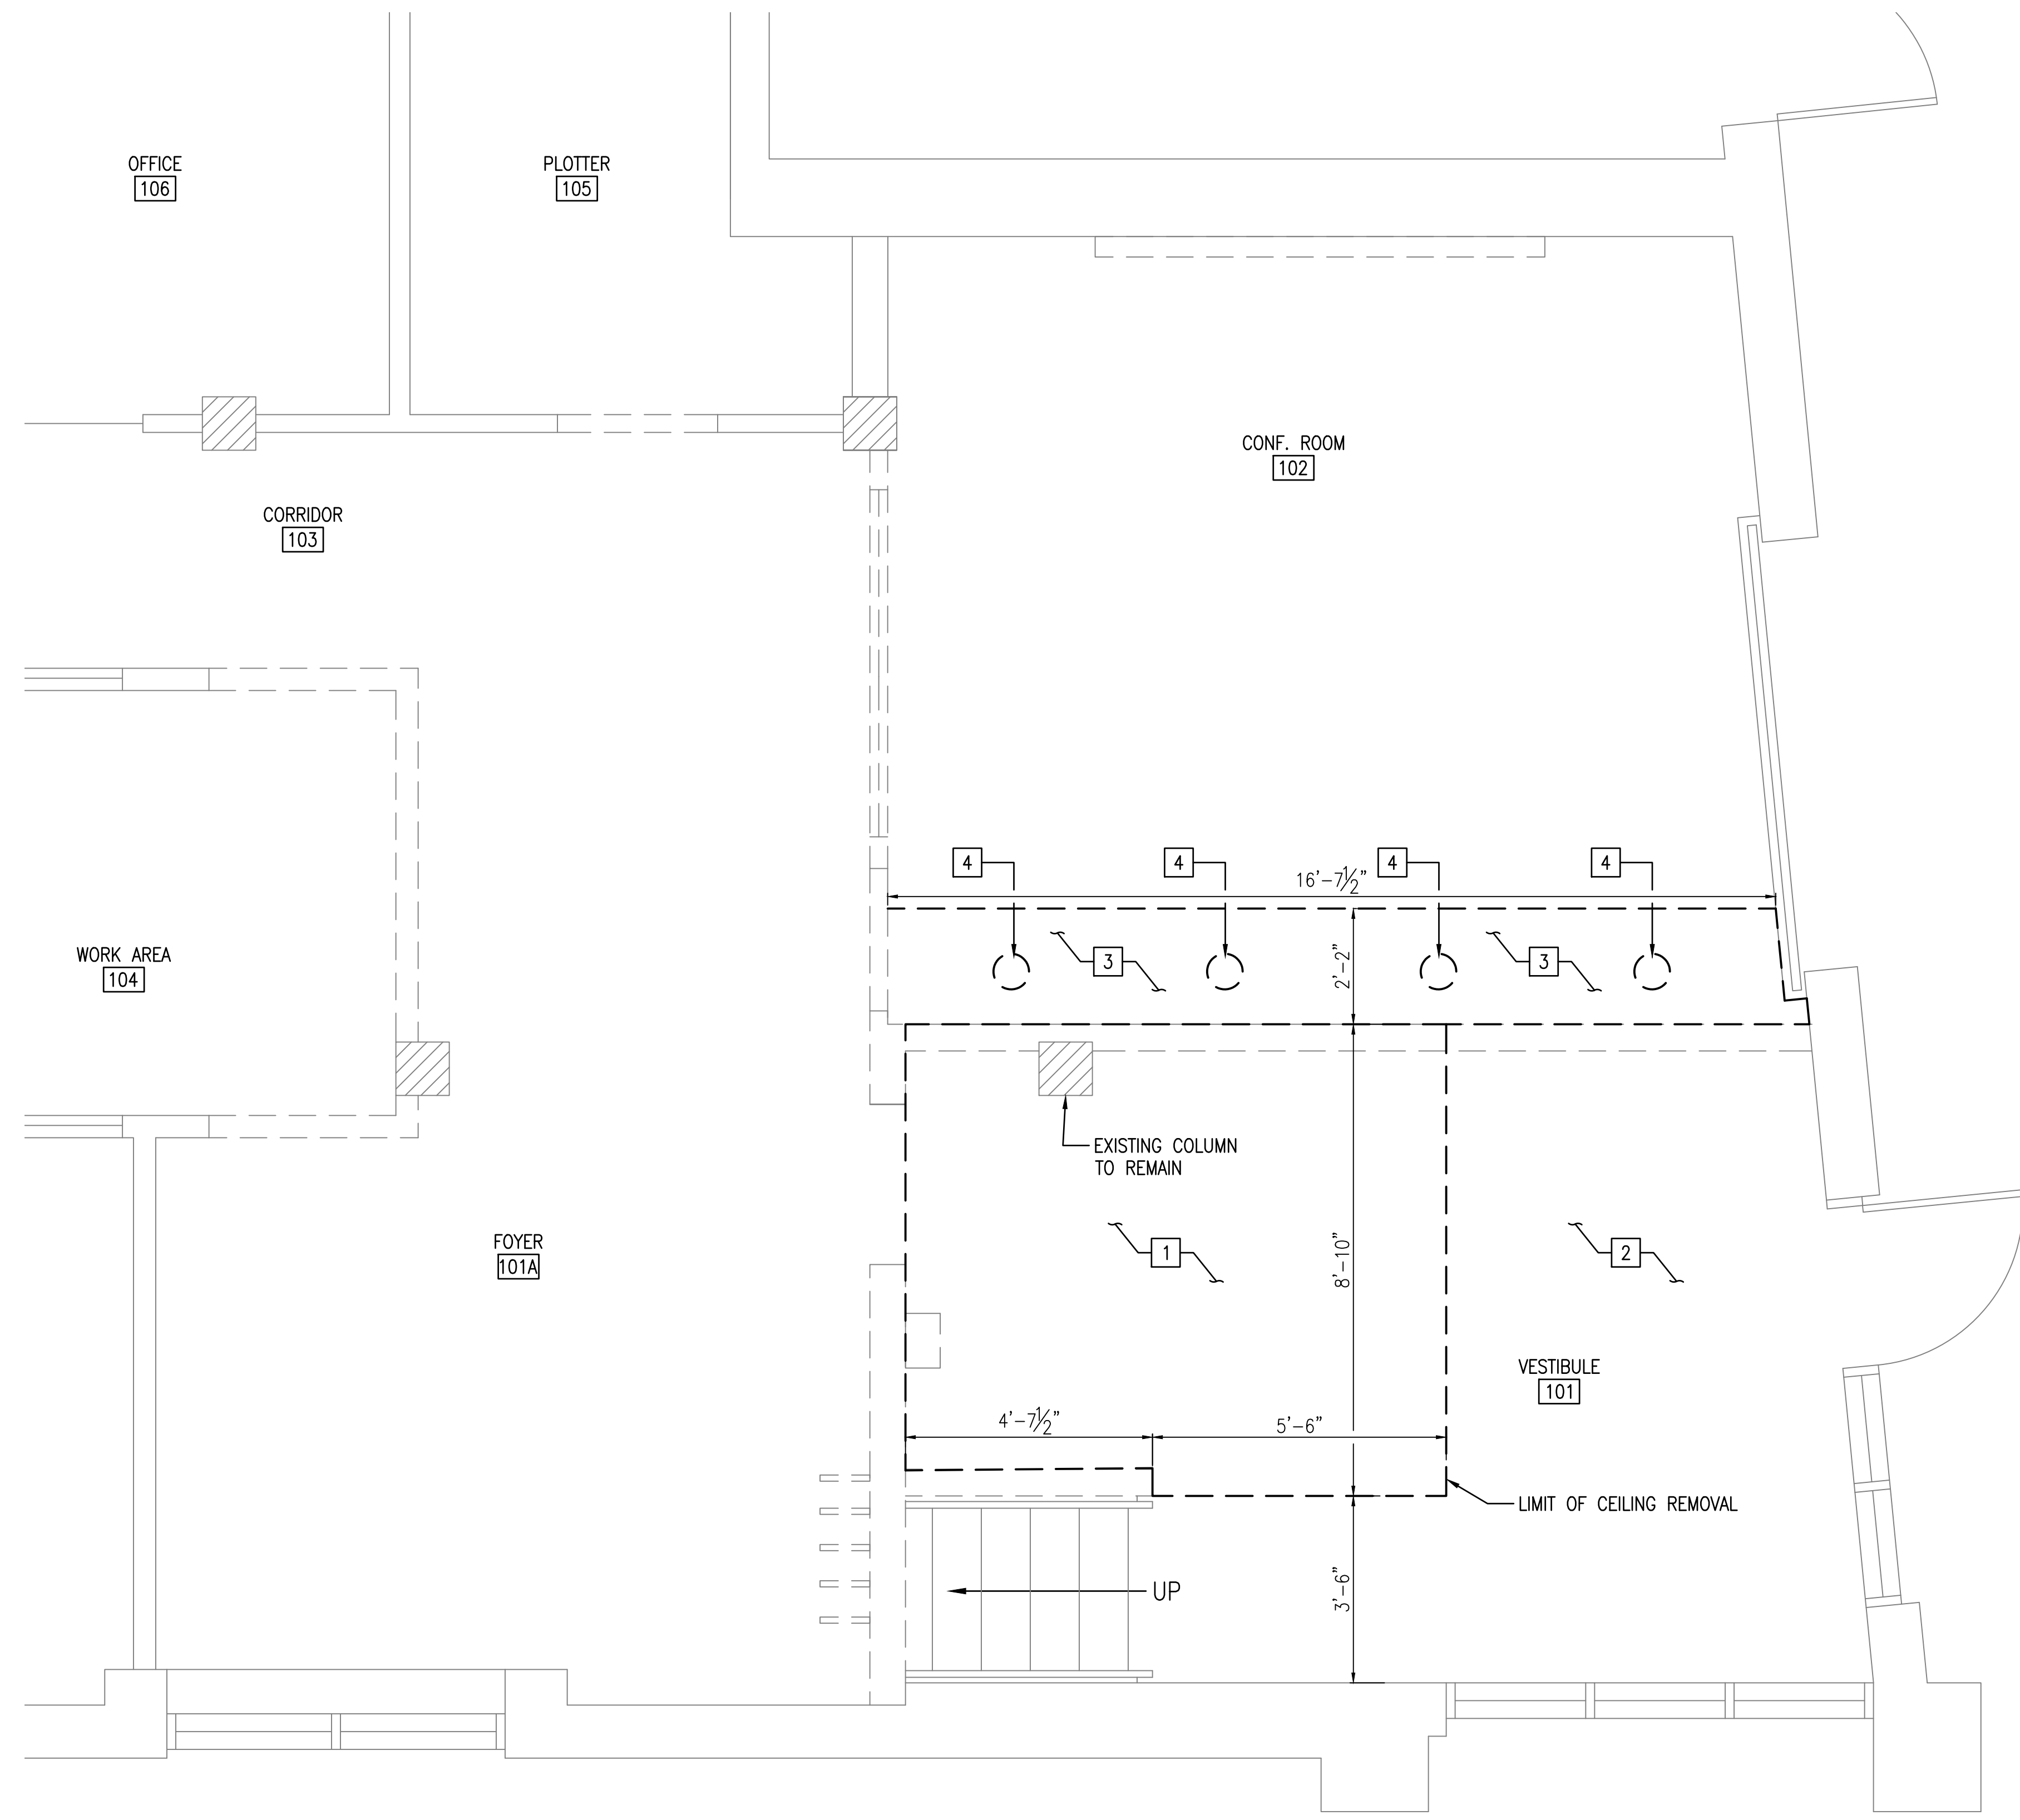 OFFICE
106
PLOTTER
105
CONF. ROOM
102
CORRIDOR
103
4
4
4
4
16'-7½"
WORK AREA
104
3
3
2'-2"
EXISTING COLUMN
TO REMAIN
FOYER
101A
1
8'-10"
2
VESTIBULE
101
4'-7½"
5'-6"
LIMIT OF CEILING REMOVAL
UP
3'-6"